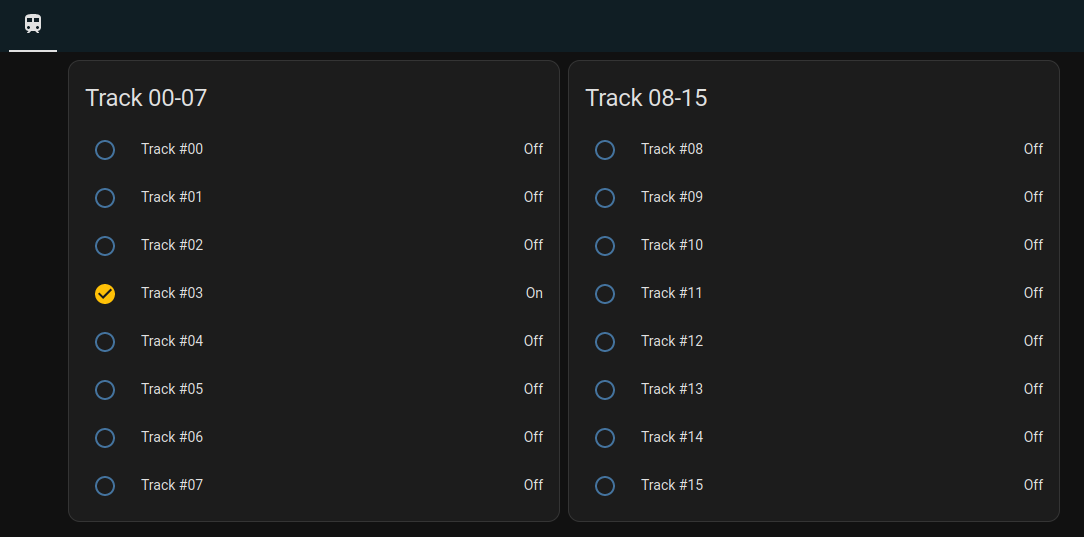 Track 00-07
Track #00 Off
Track #01 Off
Track #02 Off
Track #03 On
Track #04 Off
Track #05 Off
Track #06 Off
Track #07 Off
Track 08-15
Track #08 Off
Track #09 Off
Track #10 Off
Track #11 Off
Track #12 Off
Track #13 Off
Track #14 Off
Track #15 Off